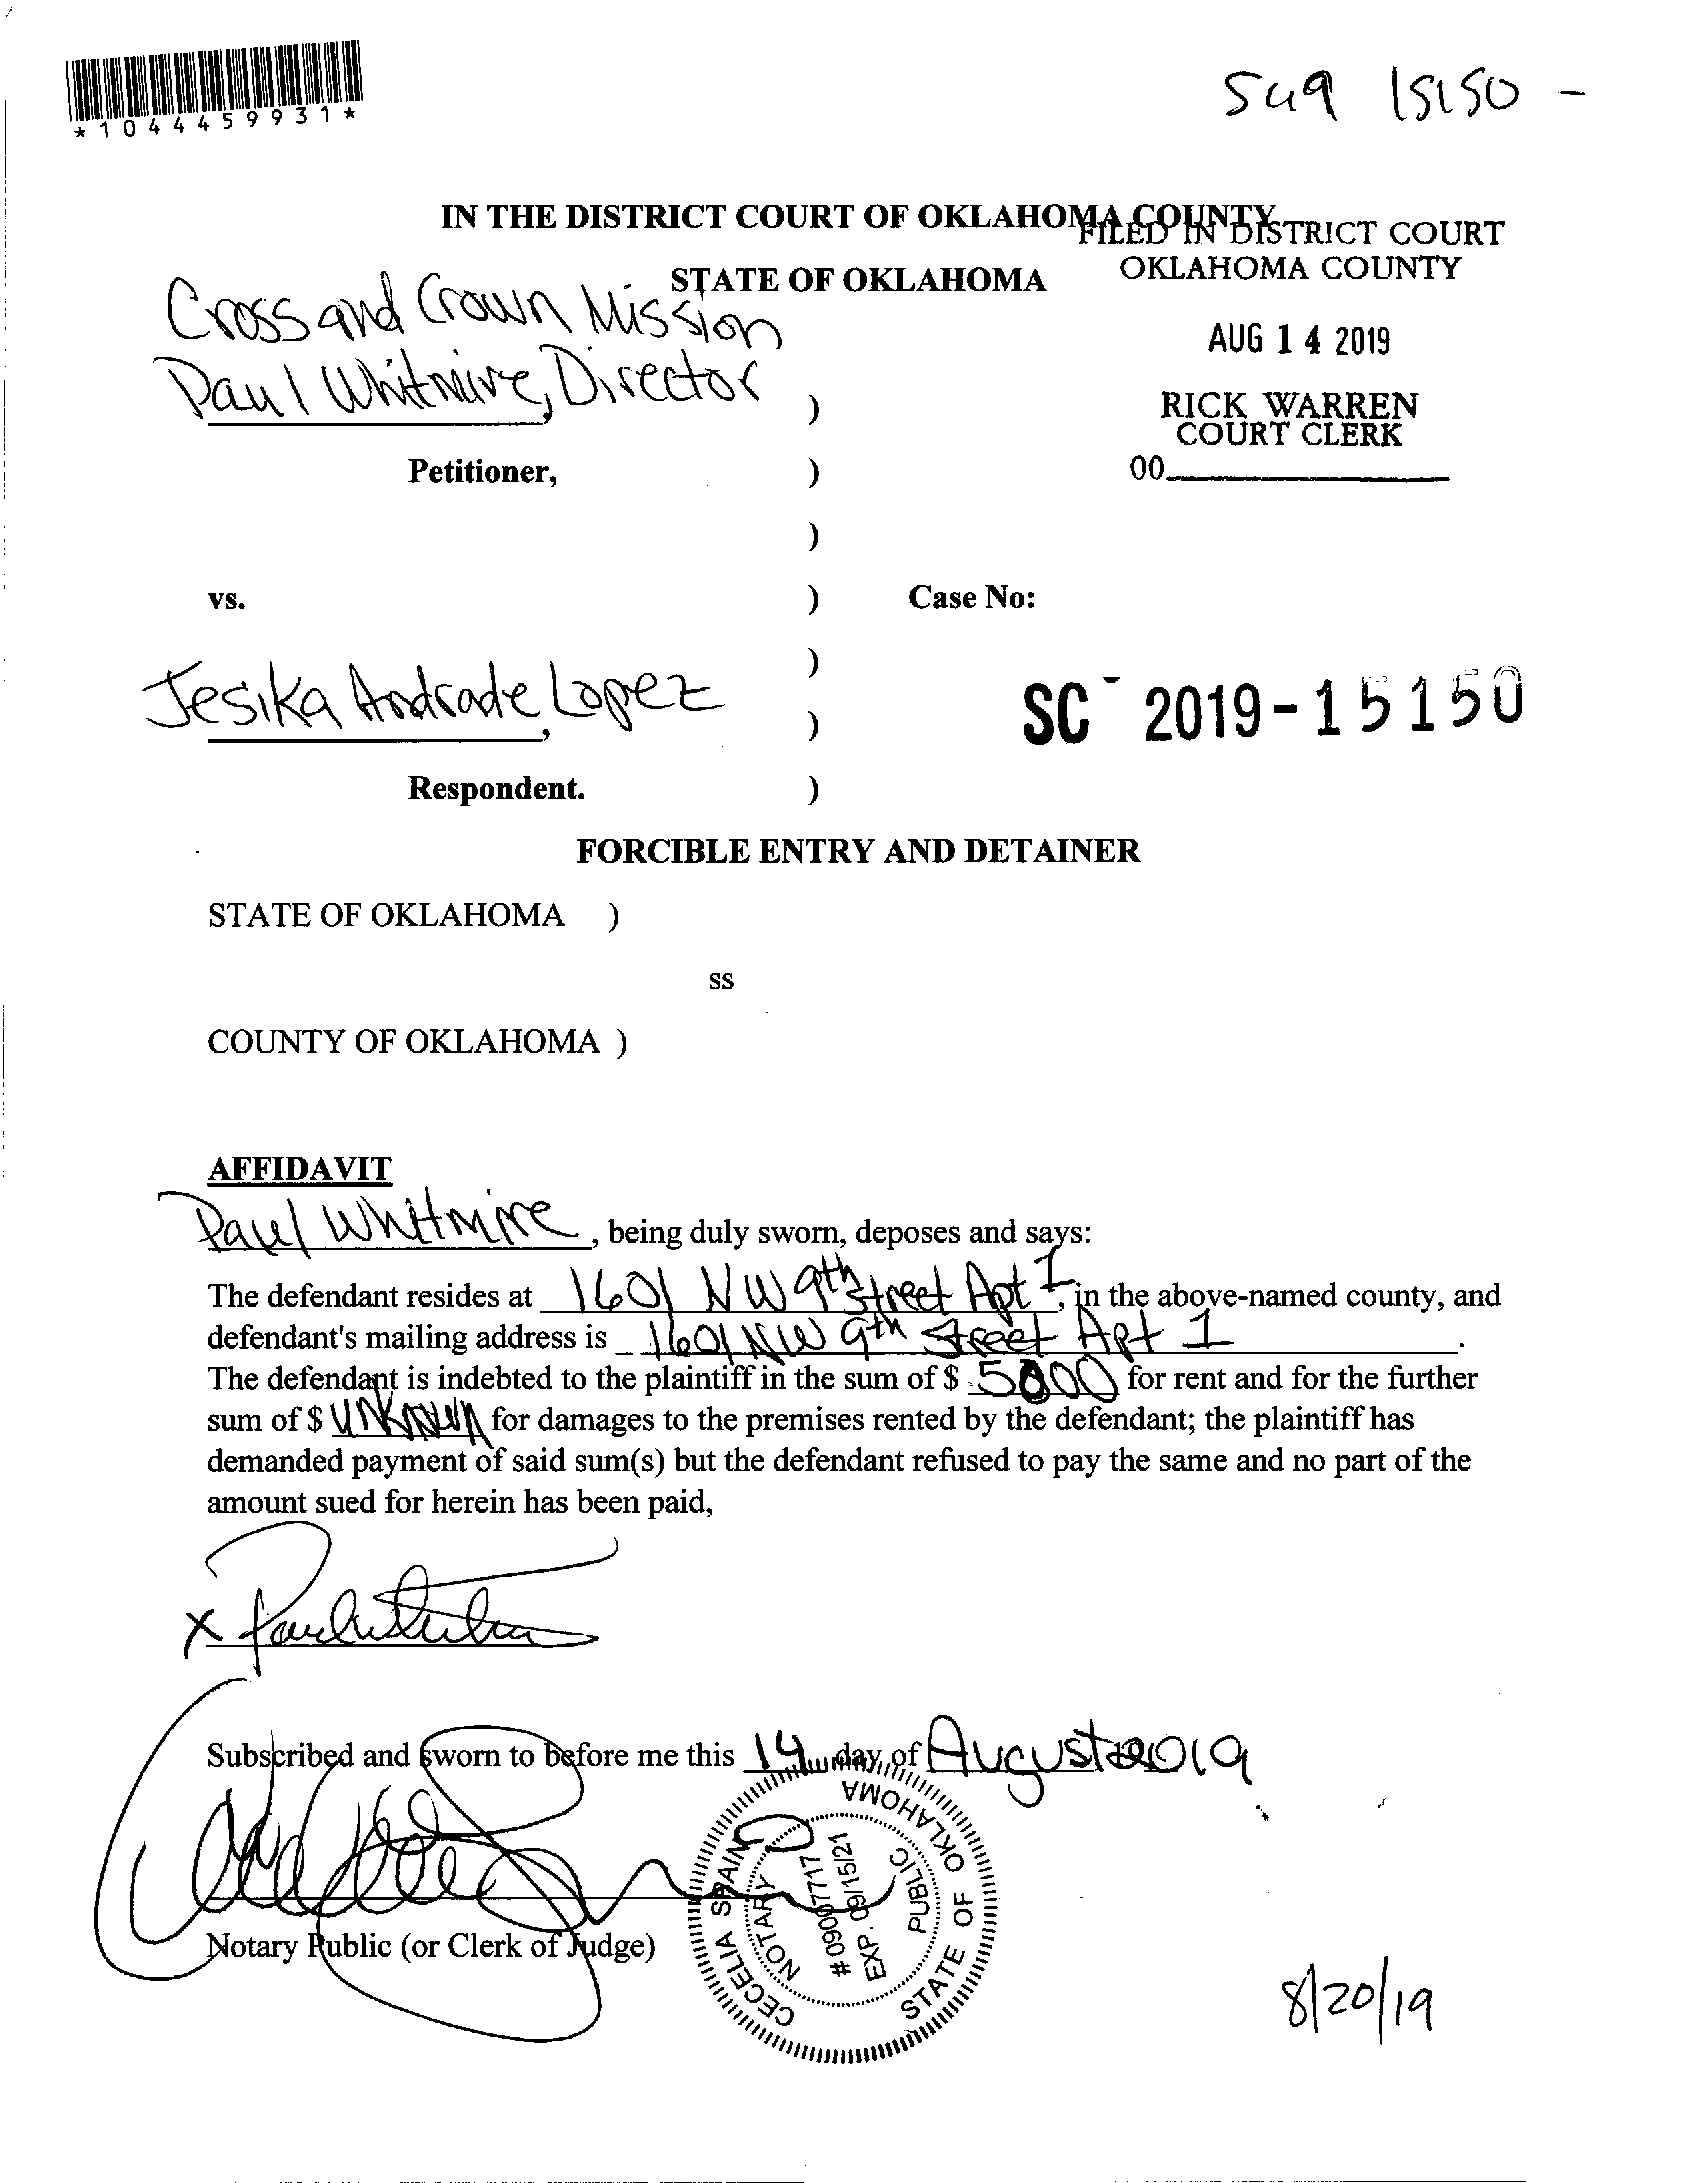 *1044459931*
SC19 15150 -
IN THE DISTRICT COURT OF OKLAHOMA COUNTY
FILED IN DISTRICT COURT
OKLAHOMA COUNTY
STATE OF OKLAHOMA
AUG 14 2019
RICK WARREN
COURT CLERK
00
Cross and Crown Mission
Paul Whitmire, Director )
Petitioner, )
)
vs. ) Case No:
)
SC - 2019-15150
Jesika Andrade Lopez, )
Respondent. )
FORCIBLE ENTRY AND DETAINER
STATE OF OKLAHOMA )
ss
COUNTY OF OKLAHOMA )
AFFIDAVIT
Paul Whitmire, being duly sworn, deposes and says:
The defendant resides at 1601 NW 9th Street Apt I, in the above-named county, and
defendant's mailing address is 1601 NW 9th Street Apt 1.
The defendant is indebted to the plaintiff in the sum of $ 5000 for rent and for the further
sum of $ UNKNOWN for damages to the premises rented by the defendant; the plaintiff has
demanded payment of said sum(s) but the defendant refused to pay the same and no part of the
amount sued for herein has been paid,
x
Subscribed and sworn to before me this 14 day of August 2019
Notary Public (or Clerk of Judge)
CECELIA SPAIN
NOTARY PUBLIC
# 09007717
EXP. 09/15/21
STATE OF OKLAHOMA
8/20/19